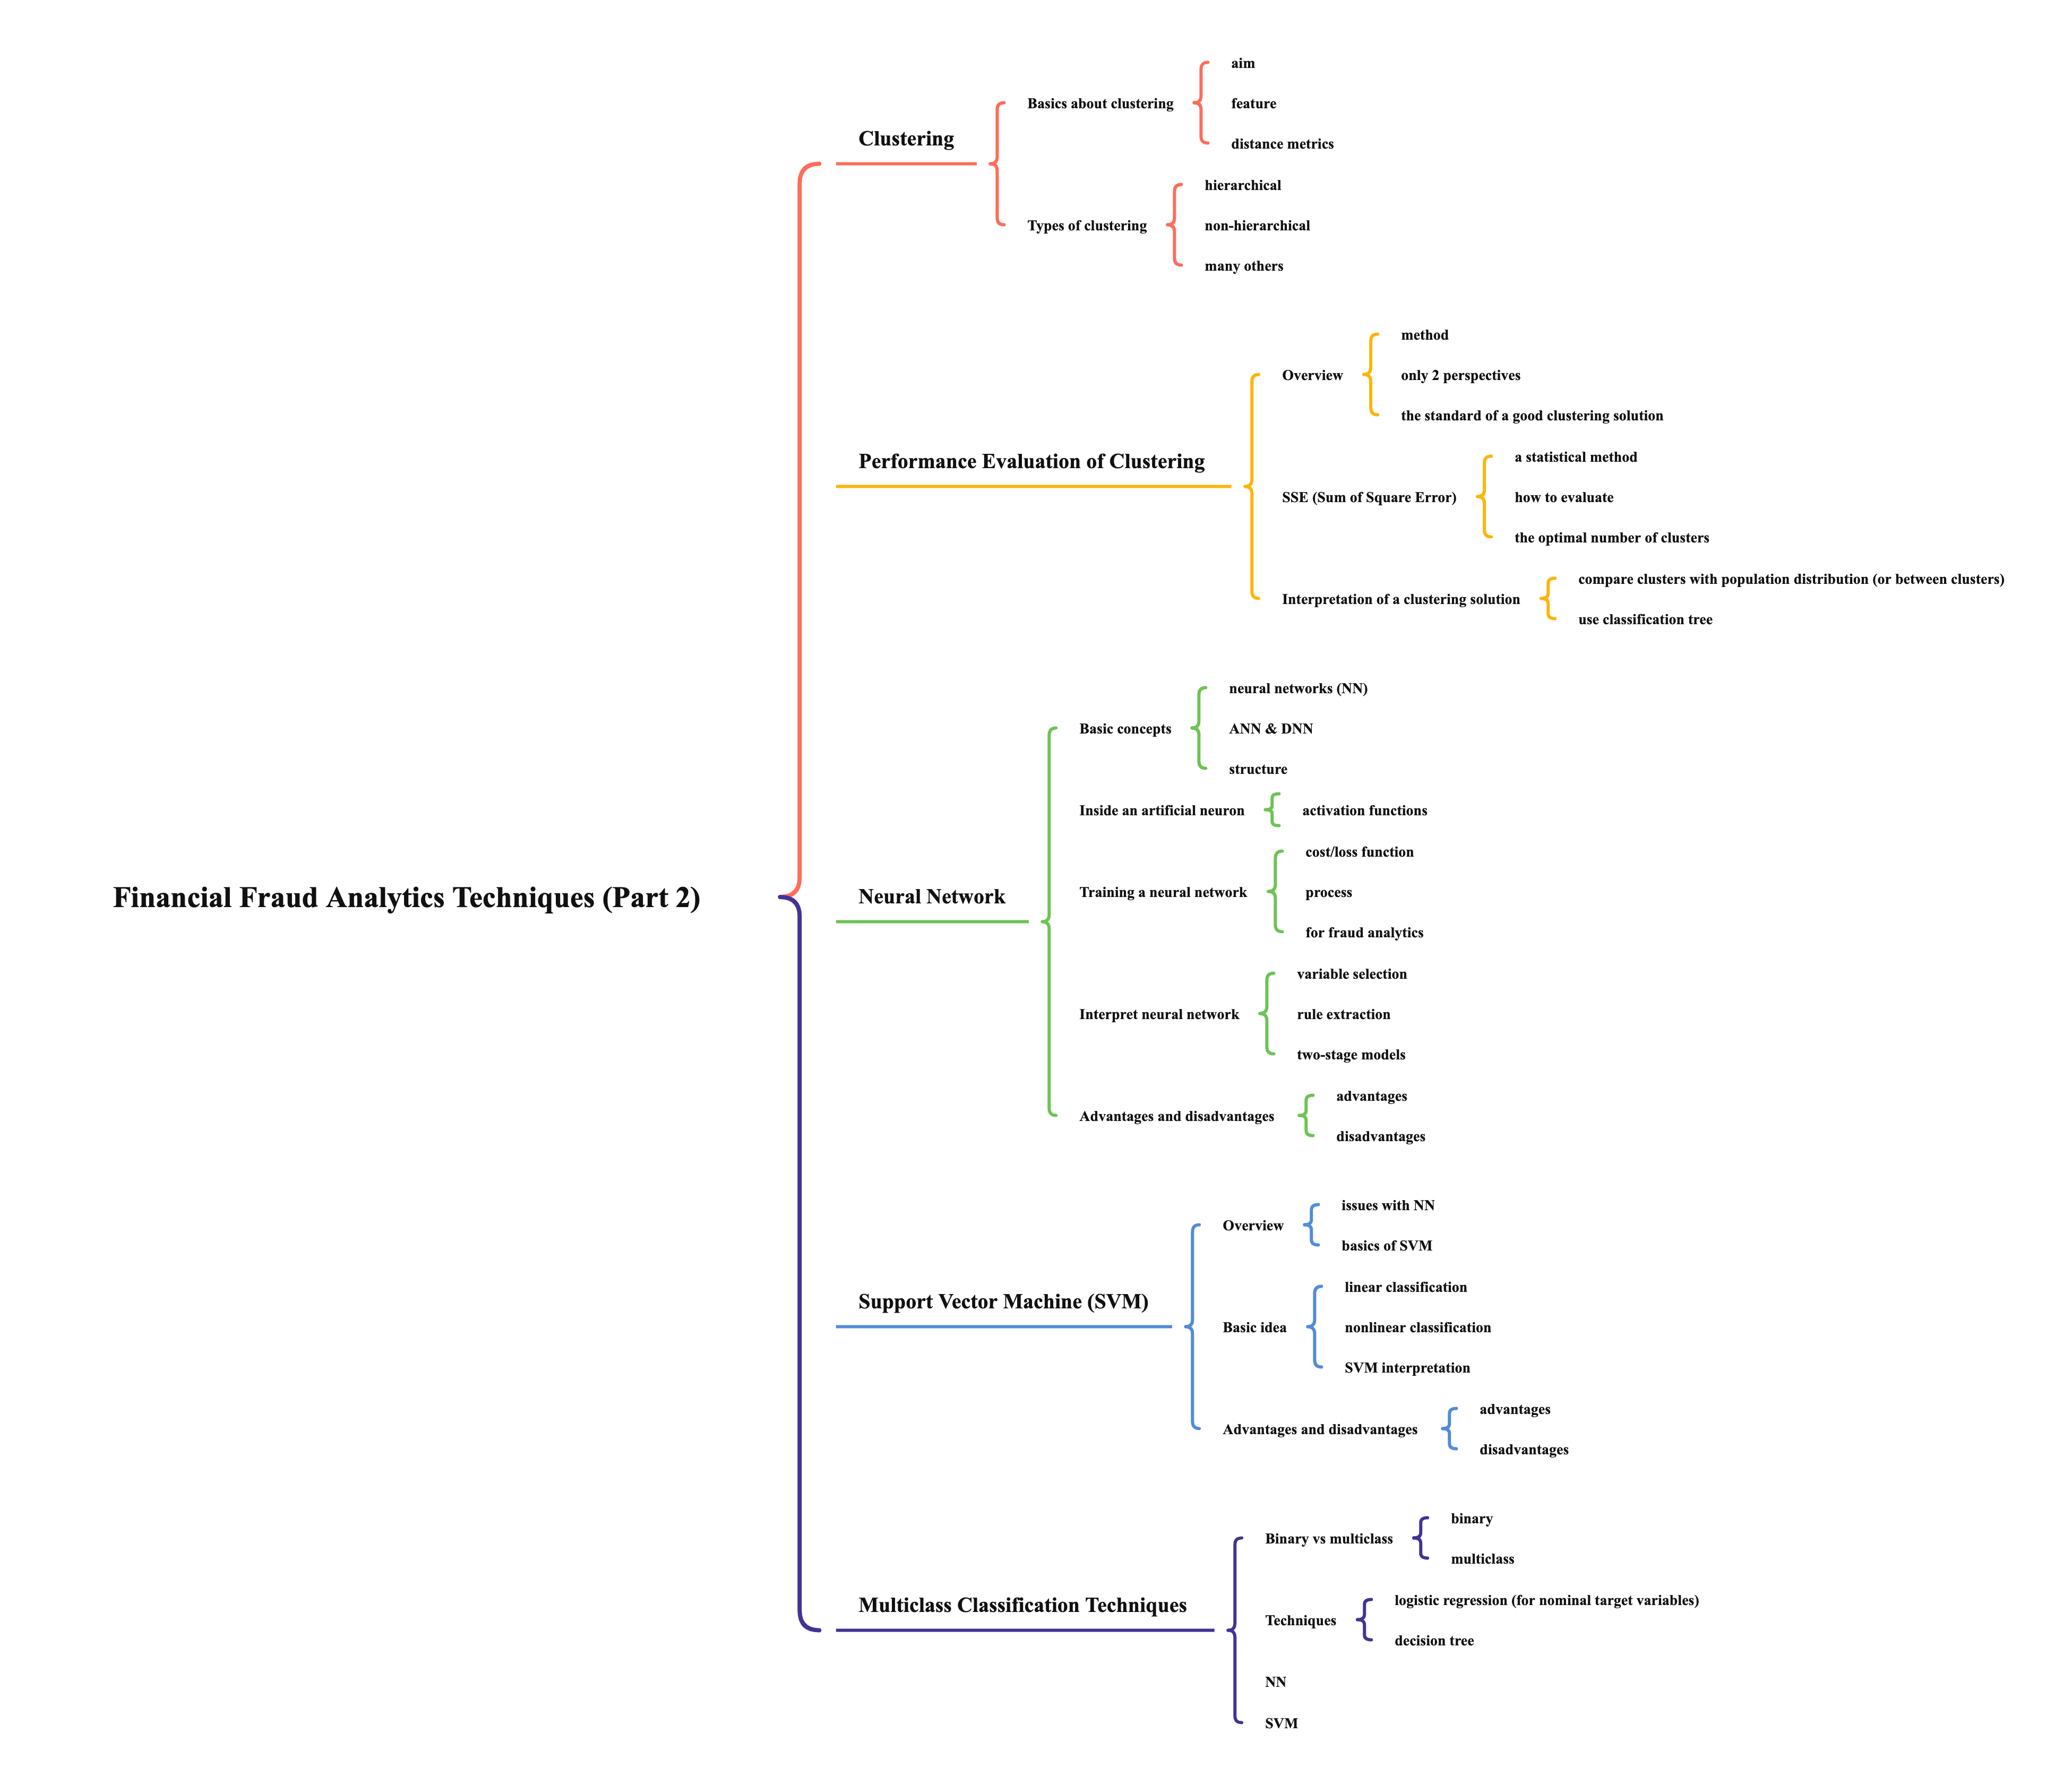 Financial Fraud Analytics Techniques (Part 2)
Clustering
Basics about clustering
aim
feature
distance metrics
Types of clustering
hierarchical
non-hierarchical
many others
Performance Evaluation of Clustering
Overview
method
only 2 perspectives
the standard of a good clustering solution
SSE (Sum of Square Error)
a statistical method
how to evaluate
the optimal number of clusters
Interpretation of a clustering solution
compare clusters with population distribution (or between clusters)
use classification tree
Neural Network
Basic concepts
neural networks (NN)
ANN & DNN
structure
Inside an artificial neuron
activation functions
Training a neural network
cost/loss function
process
for fraud analytics
Interpret neural network
variable selection
rule extraction
two-stage models
Advantages and disadvantages
advantages
disadvantages
Support Vector Machine (SVM)
Overview
issues with NN
basics of SVM
Basic idea
linear classification
nonlinear classification
SVM interpretation
Advantages and disadvantages
advantages
disadvantages
Multiclass Classification Techniques
Binary vs multiclass
binary
multiclass
Techniques
logistic regression (for nominal target variables)
decision tree
NN
SVM